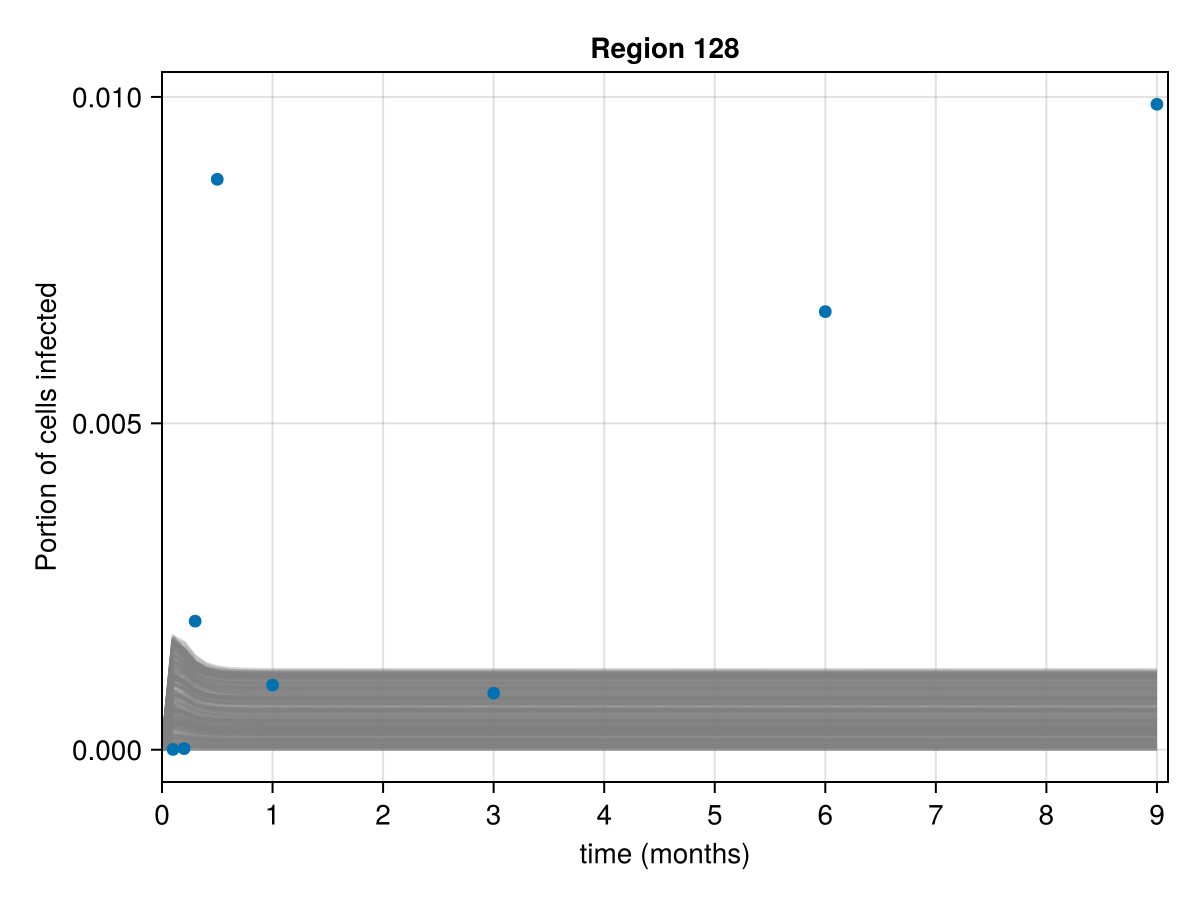 Region 128
0.010
0.005
0.000
Portion of cells infected
0 1 2 3 4 5 6 7 8 9
time (months)